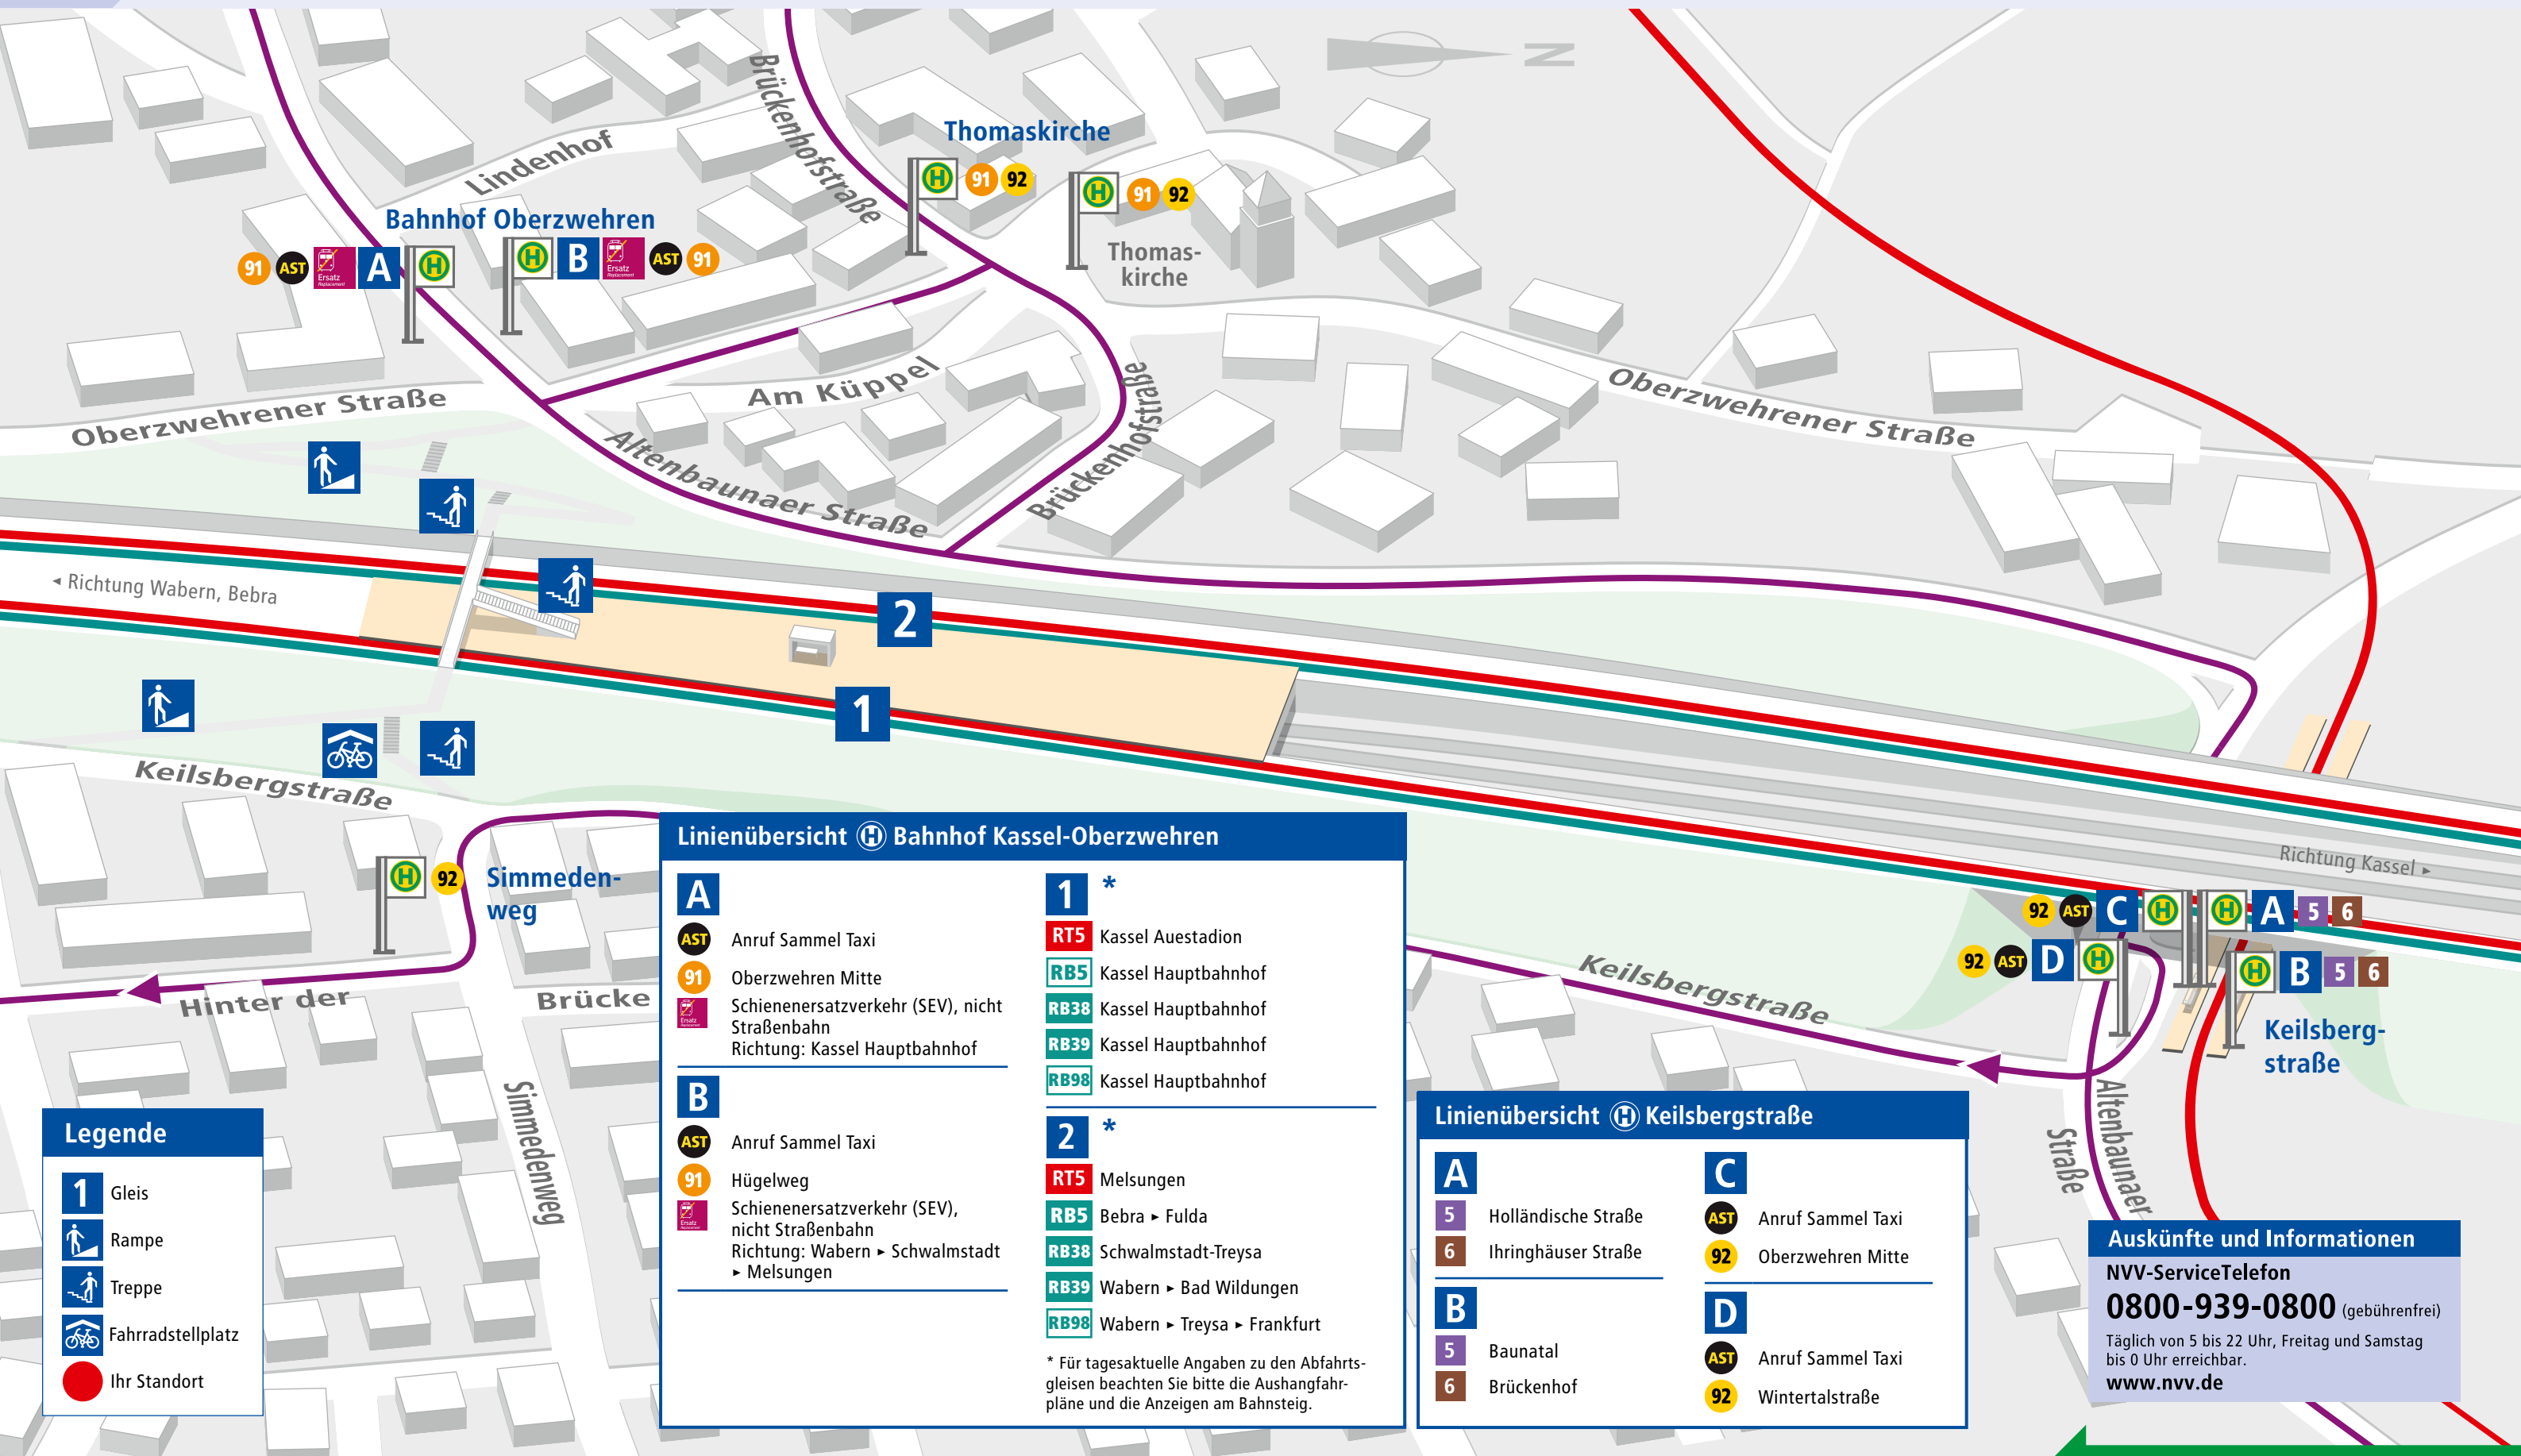 N
Brückenhofstraße
Thomaskirche
H 91 92
H 91 92
Thomas-
kirche
Lindenhof
Bahnhof Oberzwehren
91 AST Ersatz Replacement A H
H B Ersatz Replacement AST 91
Oberzwehrener Straße
Am Küppel
Altenbaunaer Straße
Brückenhofstraße
Oberzwehrener Straße
◂ Richtung Wabern, Bebra
2
1
Richtung Kassel ▸
Keilsbergstraße
H 92
Simmeden-
weg
Hinter der Brücke
Simmedenweg
Keilsbergstraße
92 AST C H
H A 5 6
92 AST D H
H B 5 6
Keilsberg-
straße
Altenbaunaer
Straße
Legende
1 Gleis
Rampe
Treppe
Fahrradstellplatz
Ihr Standort
Linienübersicht H Bahnhof Kassel-Oberzwehren
A
AST Anruf Sammel Taxi
91 Oberzwehren Mitte
Ersatz Replacement Schienenersatzverkehr (SEV), nicht
Straßenbahn
Richtung: Kassel Hauptbahnhof
B
AST Anruf Sammel Taxi
91 Hügelweg
Ersatz Replacement Schienenersatzverkehr (SEV),
nicht Straßenbahn
Richtung: Wabern ▸ Schwalmstadt
▸ Melsungen
1 *
RT5 Kassel Auestadion
RB5 Kassel Hauptbahnhof
RB38 Kassel Hauptbahnhof
RB39 Kassel Hauptbahnhof
RB98 Kassel Hauptbahnhof
2 *
RT5 Melsungen
RB5 Bebra ▸ Fulda
RB38 Schwalmstadt-Treysa
RB39 Wabern ▸ Bad Wildungen
RB98 Wabern ▸ Treysa ▸ Frankfurt
* Für tagesaktuelle Angaben zu den Abfahrts-
gleisen beachten Sie bitte die Aushangfahr-
pläne und die Anzeigen am Bahnsteig.
Linienübersicht H Keilsbergstraße
A
5 Holländische Straße
6 Ihringhäuser Straße
B
5 Baunatal
6 Brückenhof
C
AST Anruf Sammel Taxi
92 Oberzwehren Mitte
D
AST Anruf Sammel Taxi
92 Wintertalstraße
Auskünfte und Informationen
NVV-ServiceTelefon
0800-939-0800 (gebührenfrei)
Täglich von 5 bis 22 Uhr, Freitag und Samstag
bis 0 Uhr erreichbar.
www.nvv.de